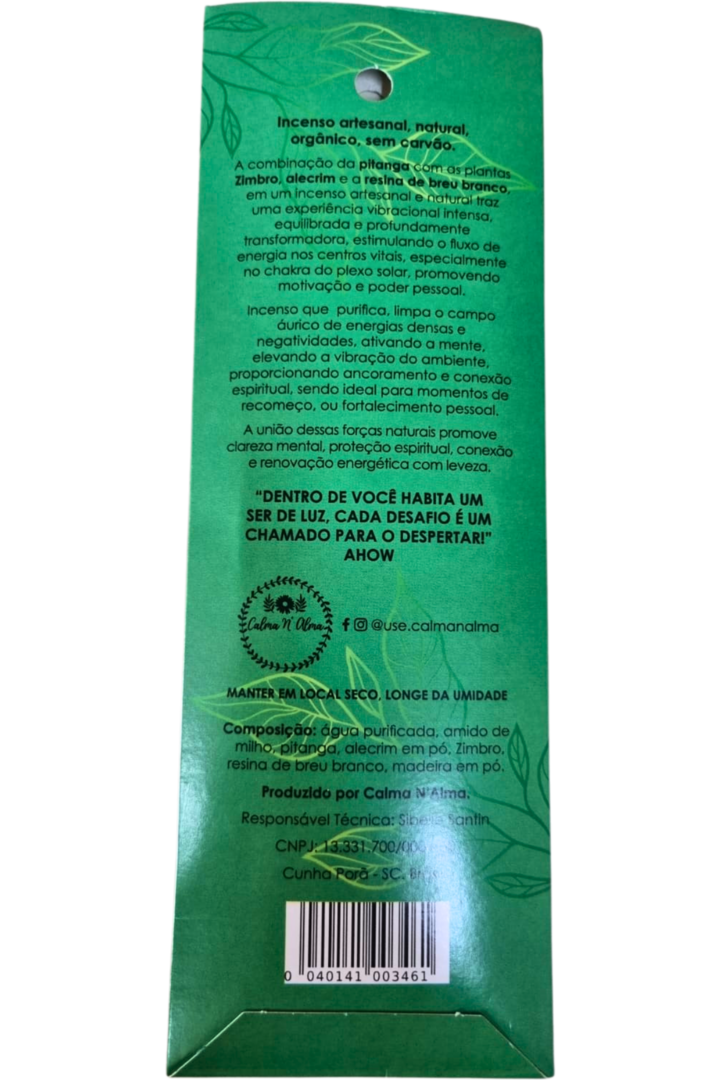 Incenso artesanal, natural,
orgânico, sem carvão.
A combinação da pitanga com as plantas
Zimbro, alecrim e a resina de breu branco,
em um incenso artesanal e natural traz
uma experiência vibracional intensa,
equilibrada e profundamente
transformadora, estimulando o fluxo de
energia nos centros vitais, especialmente
no chakra do plexo solar, promovendo
motivação e poder pessoal.
Incenso que purifica, limpa o campo
áurico de energias densas e
negatividades, ativando a mente,
elevando a vibração do ambiente,
proporcionando ancoramento e conexão
espiritual, sendo ideal para momentos de
recomeço, ou fortalecimento pessoal.
A união dessas forças naturais promove
clareza mental, proteção espiritual, conexão
e renovação energética com leveza.
“DENTRO DE VOCÊ HABITA UM
SER DE LUZ, CADA DESAFIO É UM
CHAMADO PARA O DESPERTAR!"
AHOW
Calma N' Alma
@use.calmanalma
MANTER EM LOCAL SECO, LONGE DA UMIDADE
Composição: água purificada, amido de
milho, pitanga, alecrim em pó, Zimbro,
resina de breu branco, madeira em pó.
Produzido por Calma N'Alma.
Responsável Técnica: Santin
CNPJ:
Cunha Porã - SC.
0 040141 003461